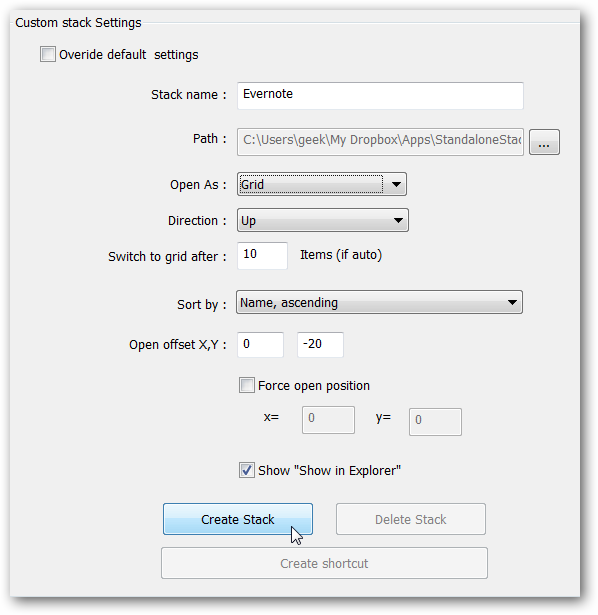 Custom stack Settings
Overide default settings
Stack name : Evernote
Path : C:\Users\geek\My Dropbox\Apps\StandaloneStac ...
Open As : Grid
Direction : Up
Switch to grid after : 10 Items (if auto)
Sort by : Name, ascending
Open offset X,Y : 0 -20
Force open position
x= 0 y= 0
Show "Show in Explorer"
Create Stack Delete Stack
Create shortcut